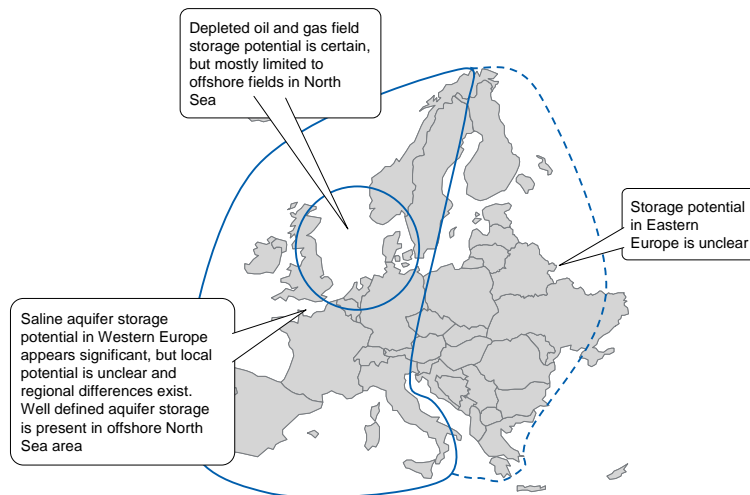 Depleted oil and gas field
storage potential is certain,
but mostly limited to
offshore fields in North
Sea
Storage potential
in Eastern
Europe is unclear
Saline aquifer storage
potential in Western Europe
appears significant, but local
potential is unclear and
regional differences exist.
Well defined aquifer storage
is present in offshore North
Sea area